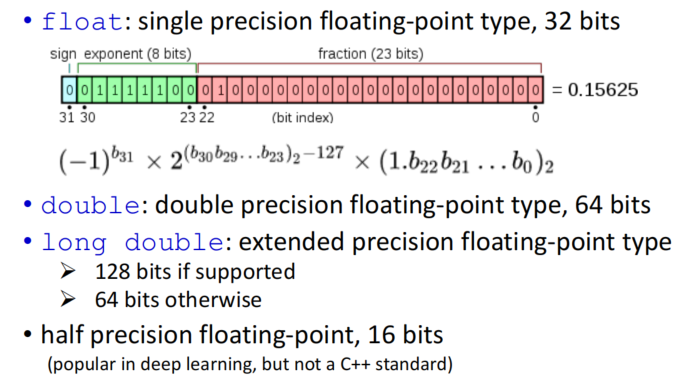 • float: single precision floating-point type, 32 bits
sign exponent (8 bits) fraction (23 bits)
0 0 1 1 1 1 1 0 0 0 1 0 0 0 0 0 0 0 0 0 0 0 0 0 0 0 0 0 0 0 0 0 = 0.15625
31 30 23 22 (bit index) 0
(−1)^{b_{31}} × 2^{(b_{30}b_{29}...b_{23})_2−127} × (1.b_{22}b_{21}...b_0)_2
• double: double precision floating-point type, 64 bits
• long double: extended precision floating-point type
➢ 128 bits if supported
➢ 64 bits otherwise
• half precision floating-point, 16 bits
(popular in deep learning, but not a C++ standard)